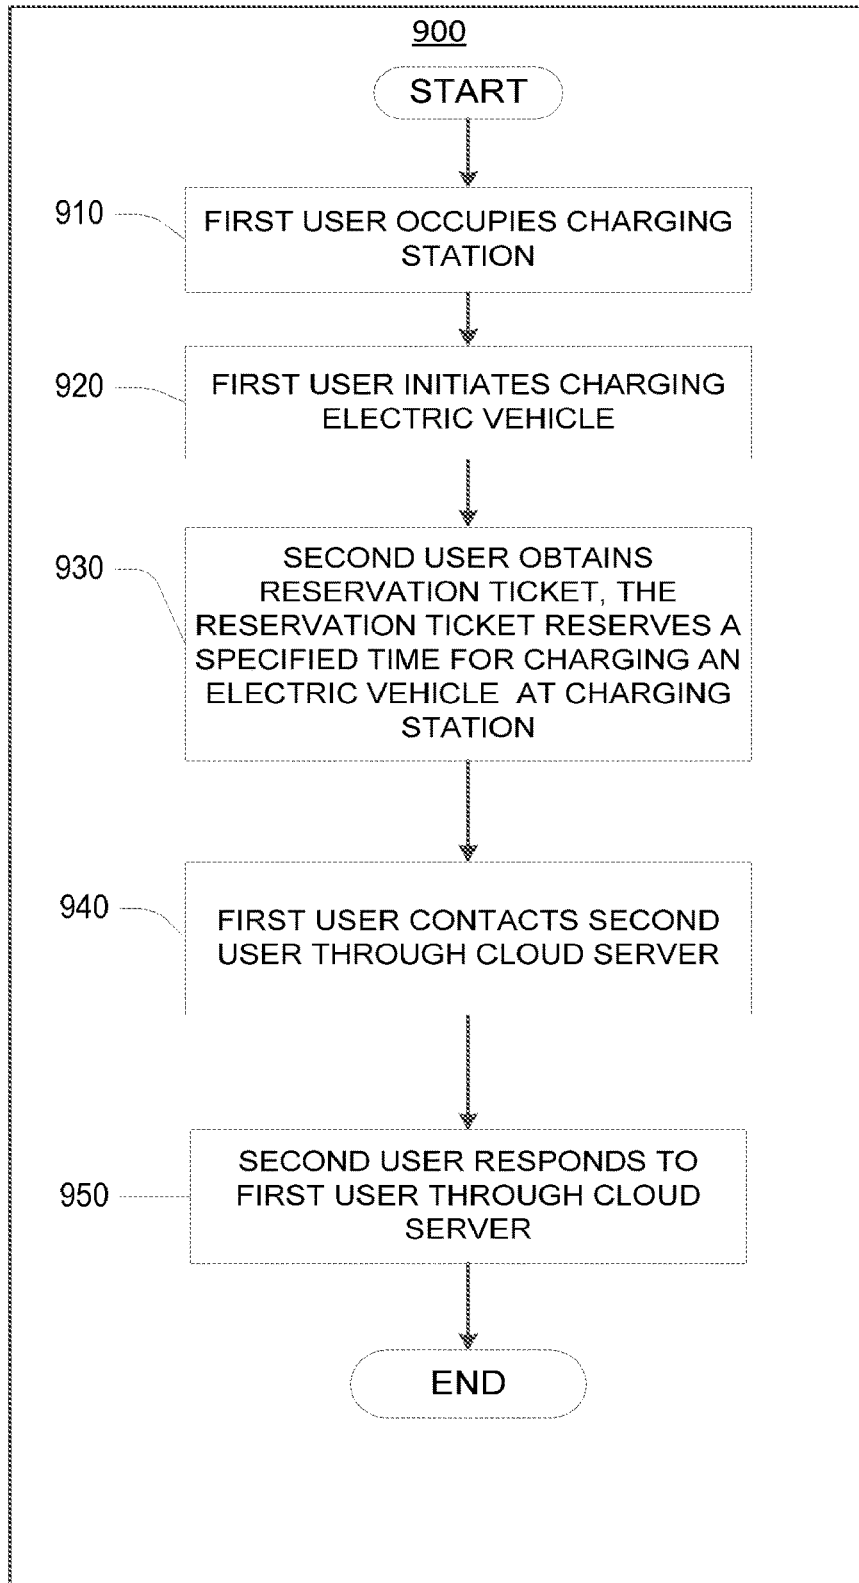 900
START
910
FIRST USER OCCUPIES CHARGING
STATION
920
FIRST USER INITIATES CHARGING
ELECTRIC VEHICLE
930
SECOND USER OBTAINS
RESERVATION TICKET, THE
RESERVATION TICKET RESERVES A
SPECIFIED TIME FOR CHARGING AN
ELECTRIC VEHICLE AT CHARGING
STATION
940
FIRST USER CONTACTS SECOND
USER THROUGH CLOUD SERVER
950
SECOND USER RESPONDS TO
FIRST USER THROUGH CLOUD
SERVER
END